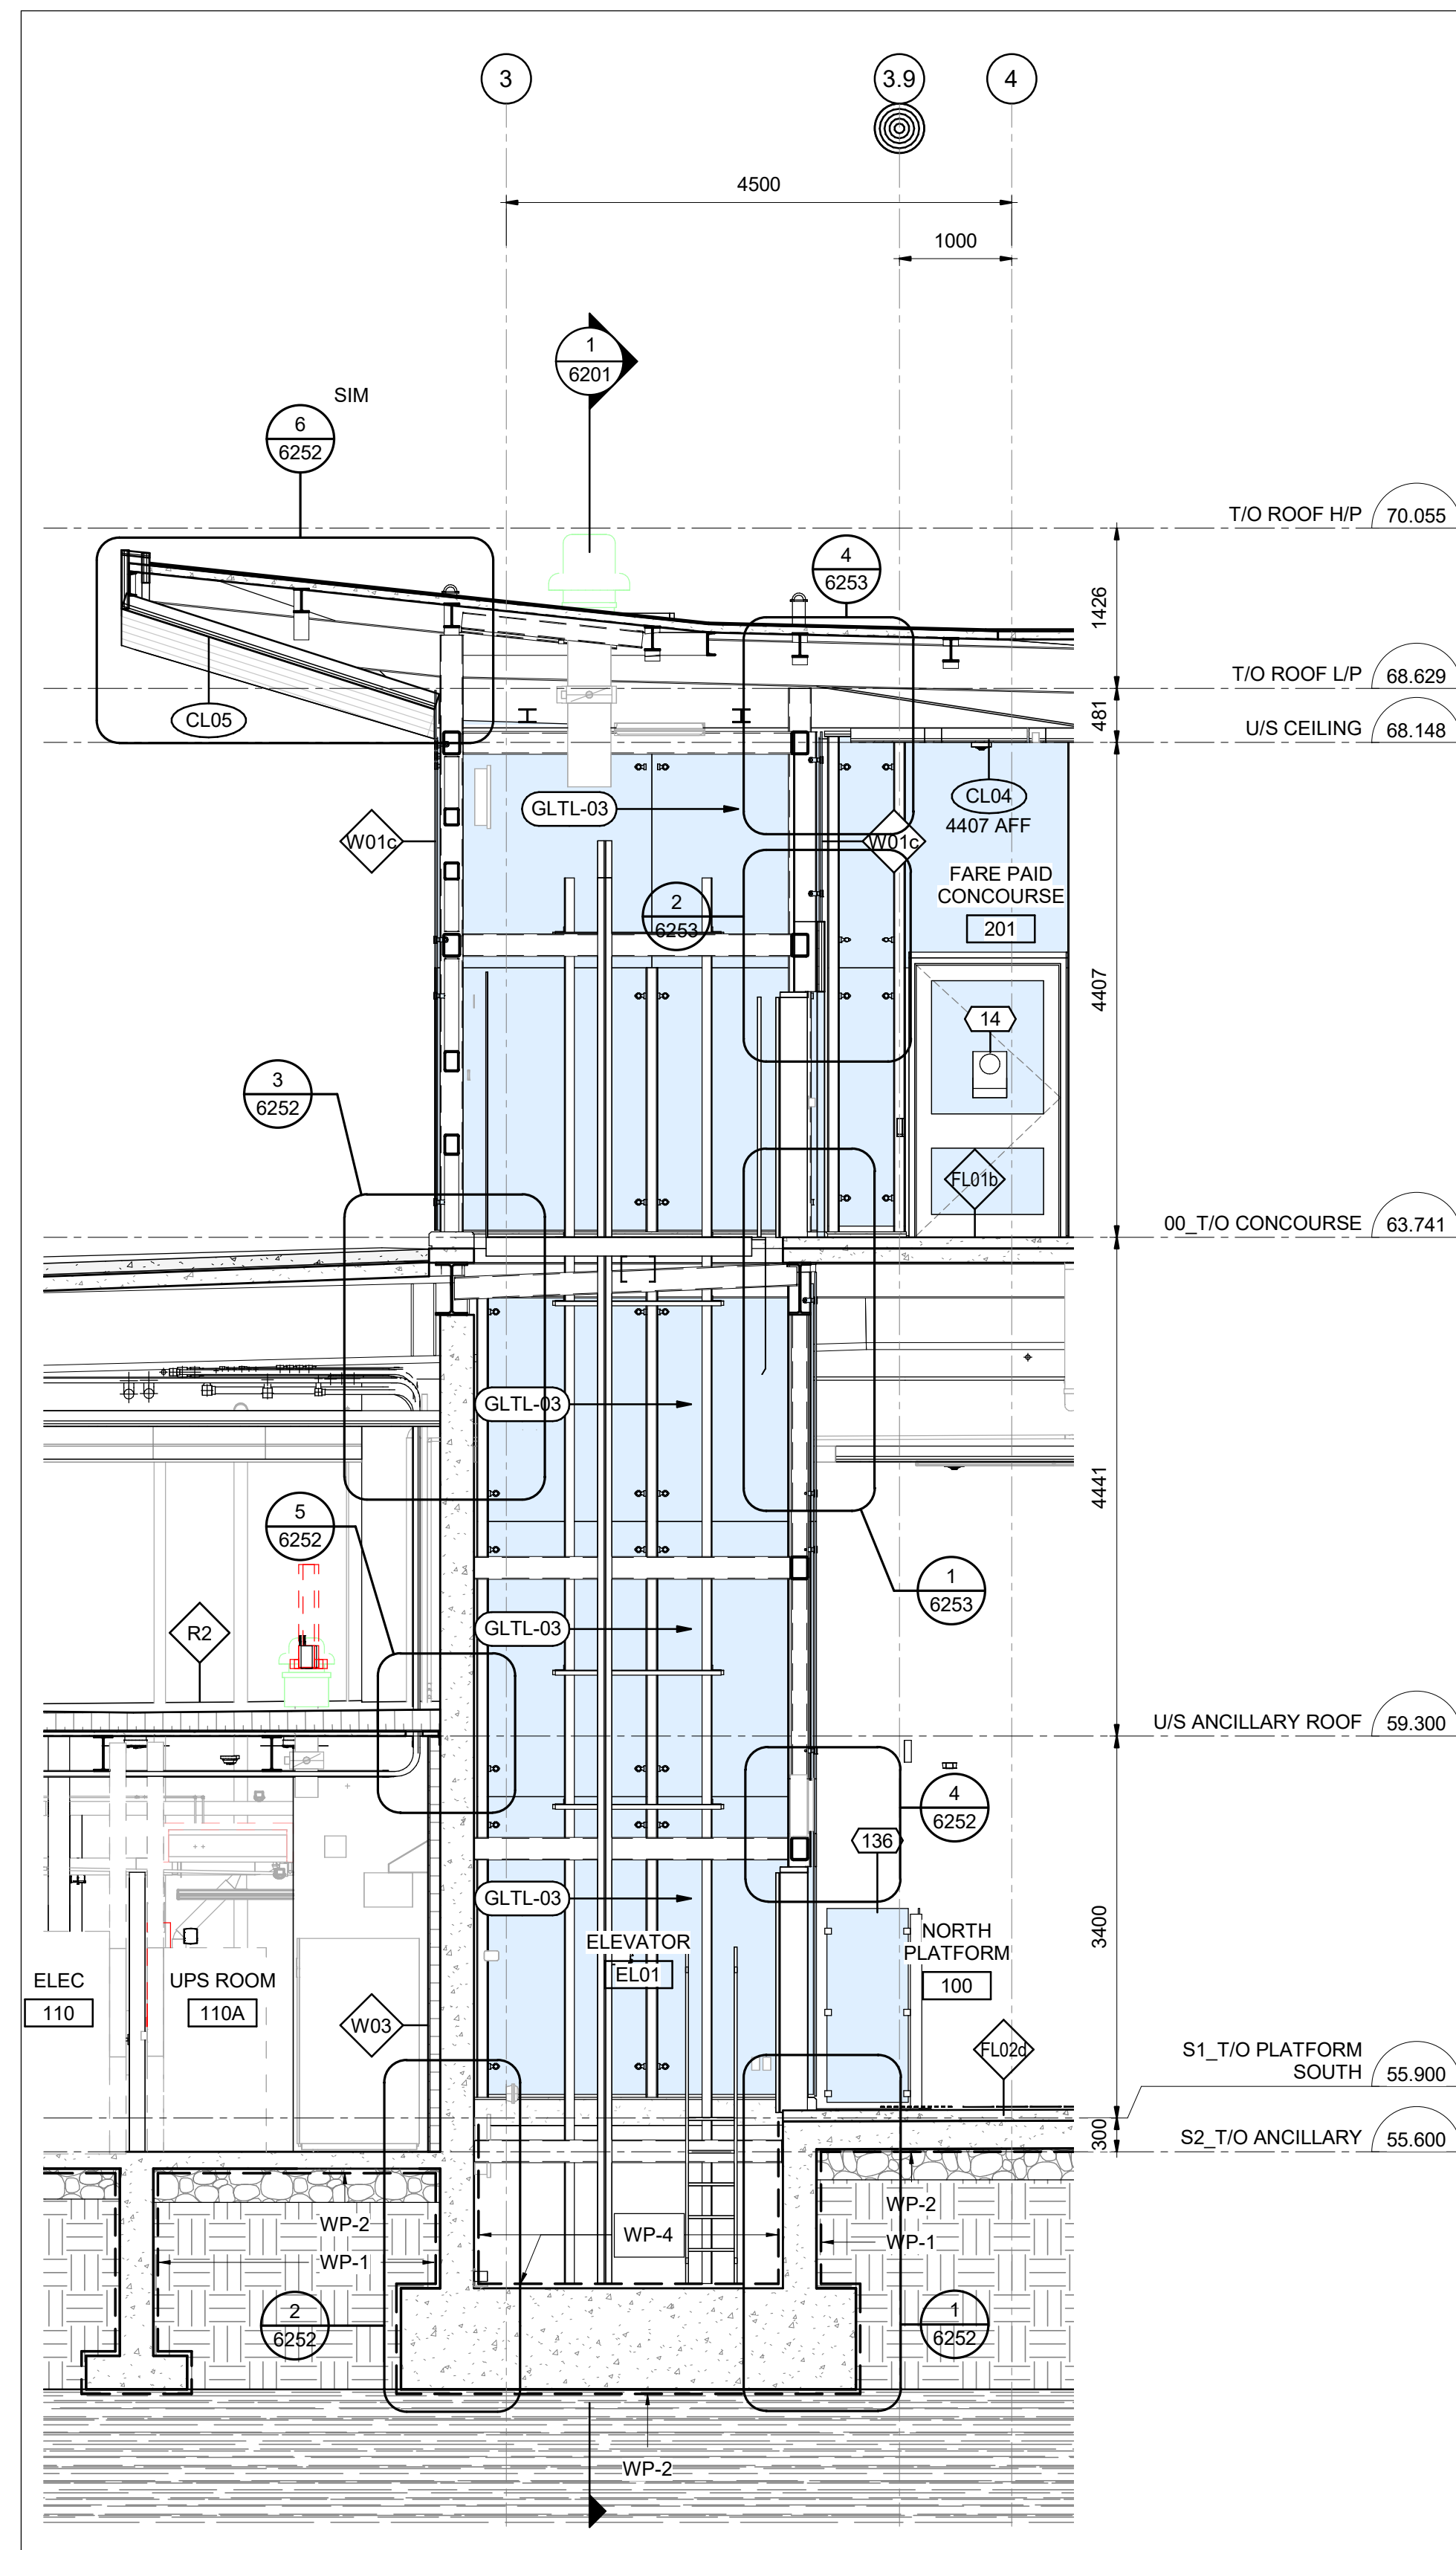 3
3.9
4
4500
1000
1
6201
SIM
6
6252
T/O ROOF H/P 70.055
4
6253
1426
T/O ROOF L/P 68.629
481
CL05
U/S CEILING 68.148
GLTL-03
CL04
4407 AFF
W01c
W01c
FARE PAID
CONCOURSE
201
2
6253
4407
14
3
6252
FL01b
00_T/O CONCOURSE 63.741
GLTL-03
4441
5
6252
1
6253
R2
GLTL-03
U/S ANCILLARY ROOF 59.300
4
6252
136
GLTL-03
3400
NORTH
PLATFORM
100
ELEVATOR
EL01
ELEC
110
UPS ROOM
110A
W03
FL02d
S1_T/O PLATFORM
SOUTH 55.900
300
S2_T/O ANCILLARY 55.600
WP-2
WP-2
WP-4
WP-1
WP-1
2
6252
1
6252
WP-2